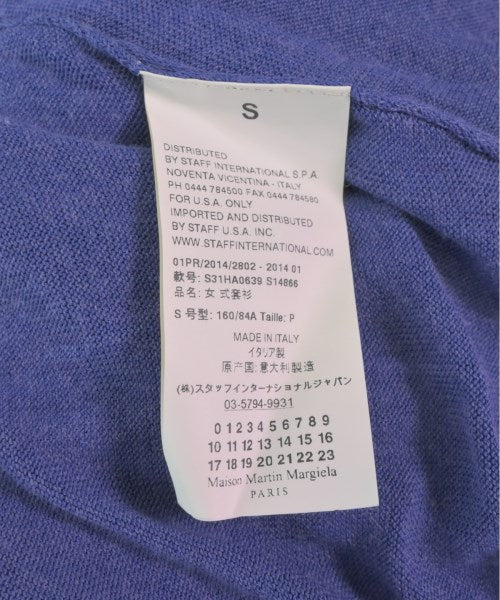 S
DISTRIBUTED
BY STAFF INTERNATIONAL S.P.A.
NOVENTA VICENTINA - ITALY
PH 0444 784500 FAX 0444 784580
FOR U.S.A. ONLY
IMPORTED AND DISTRIBUTED
BY STAFF U.S.A. INC.
WWW.STAFFINTERNATIONAL.COM
01PR/2014/2802 - 2014 01
款号: S31HA0639 S14866
品名: 女 式套衫
S 号型: 160/84A Taille: P
MADE IN ITALY
イタリア製
原产国:意大利製造
(株)スタッフインターナショナルジャパン
03-5794-9931
0 1 2 3 4 5 6 7 8 9
10 11 12 13 14 15 16
17 18 19 20 21 22 23
Maison Martin Margiela
PARIS